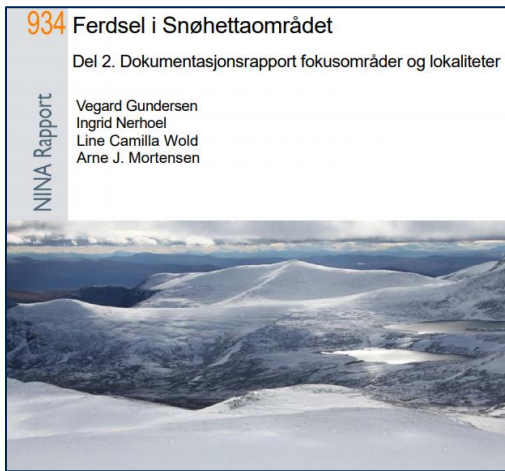 934 Ferdsel i Snøhettaområdet
Del 2. Dokumentasjonsrapport fokusområder og lokaliteter
Vegard Gundersen
Ingrid Nerhoel
Line Camilla Wold
Arne J. Mortensen
NINA Rapport